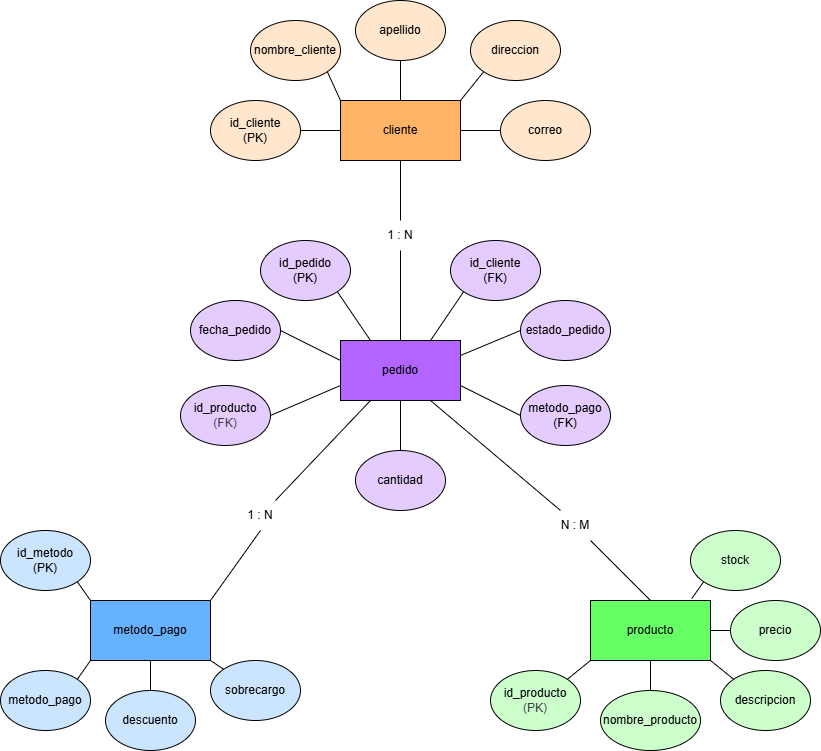 apellido
nombre_cliente
direccion
id_cliente
(PK)
cliente
correo
1 : N
id_pedido
(PK)
id_cliente
(FK)
fecha_pedido
estado_pedido
pedido
id_producto
(FK)
metodo_pago
(FK)
cantidad
1 : N
N : M
id_metodo
(PK)
stock
metodo_pago
producto
precio
metodo_pago
descuento
sobrecargo
id_producto
(PK)
nombre_producto
descripcion